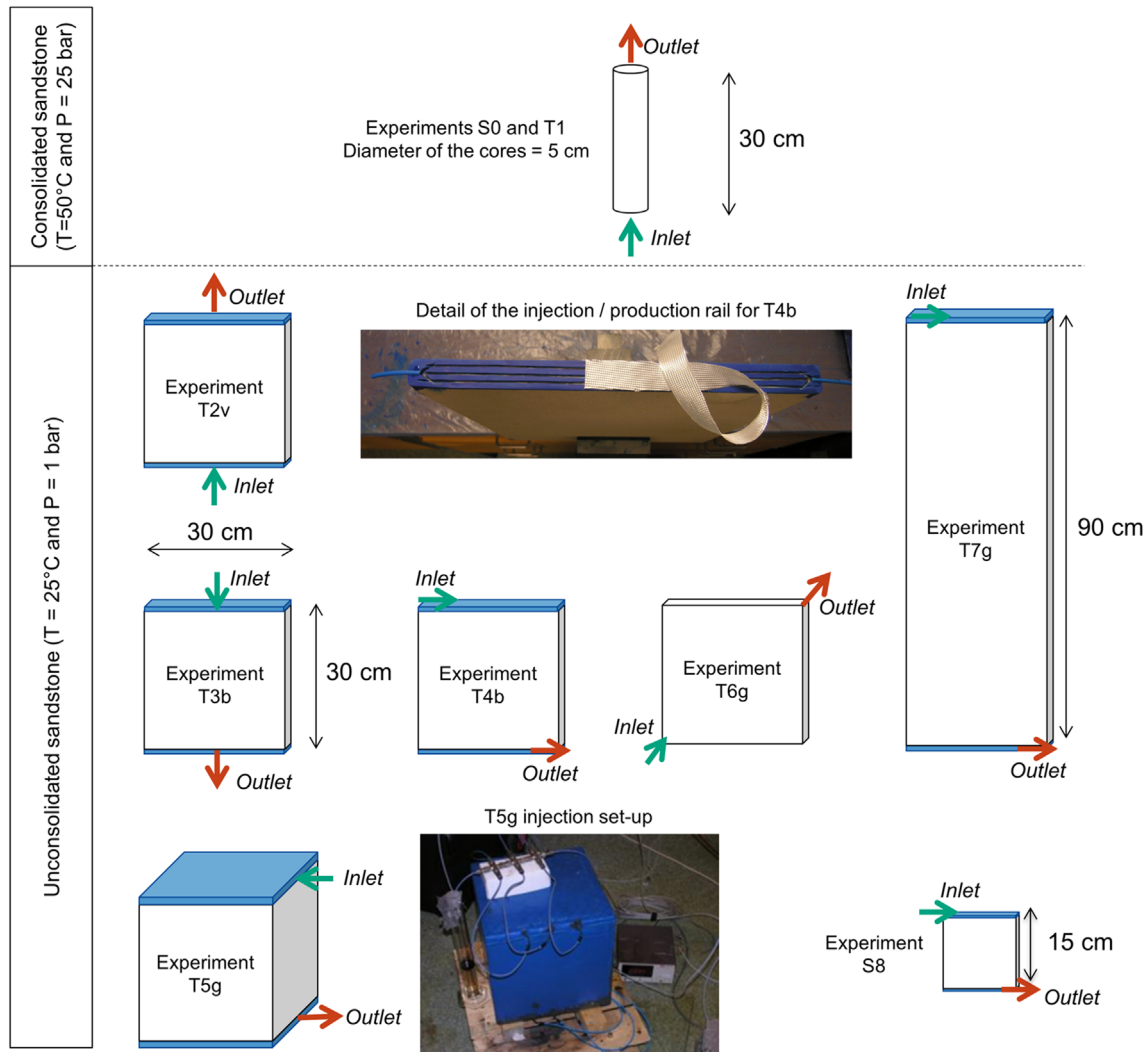 Consolidated sandstone
(T=50°C and P = 25 bar)
Outlet
Experiments S0 and T1
Diameter of the cores = 5 cm
30 cm
Inlet
Unconsolidated sandstone (T = 25°C and P = 1 bar)
Outlet
Experiment
T2v
Inlet
Detail of the injection / production rail for T4b
Inlet
Experiment
T7g
90 cm
Outlet
30 cm
Inlet
Experiment
T3b
30 cm
Outlet
Inlet
Experiment
T4b
Outlet
Outlet
Experiment
T6g
Inlet
Inlet
Experiment
T5g
Outlet
T5g injection set-up
Inlet
Experiment
S8
15 cm
Outlet